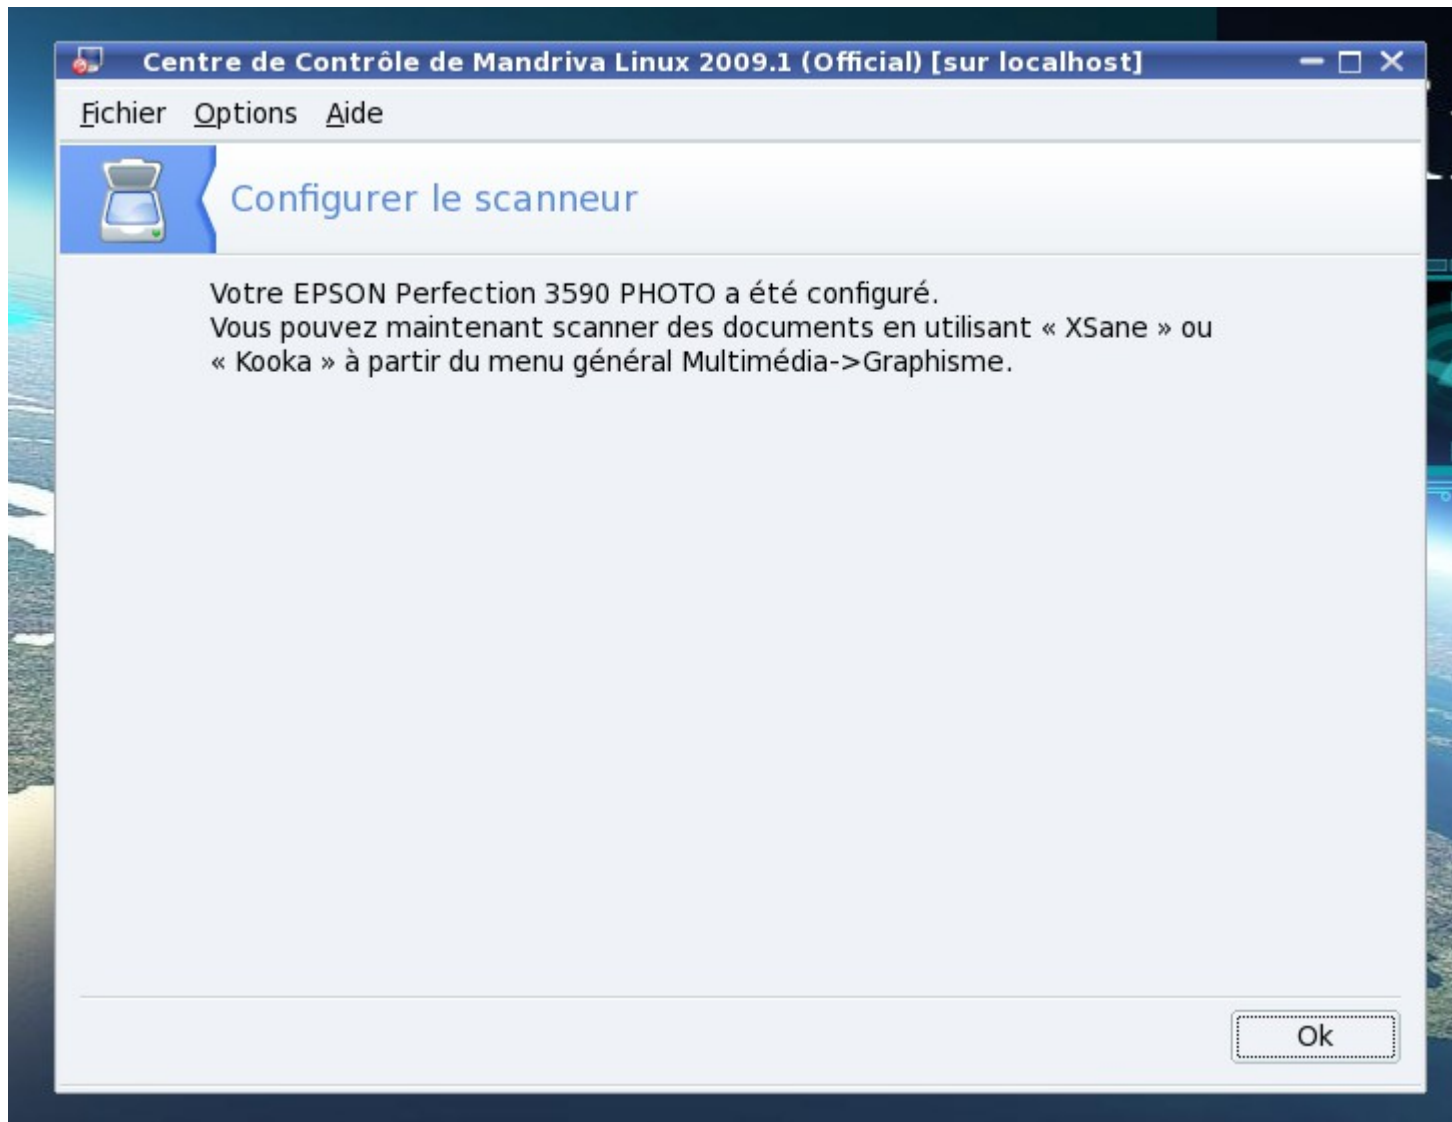 Centre de Contrôle de Mandriva Linux 2009.1 (Official) [sur localhost]
Fichier Options Aide
Configurer le scanneur
Votre EPSON Perfection 3590 PHOTO a été configuré.
Vous pouvez maintenant scanner des documents en utilisant « XSane » ou
« Kooka » à partir du menu général Multimédia->Graphisme.
Ok